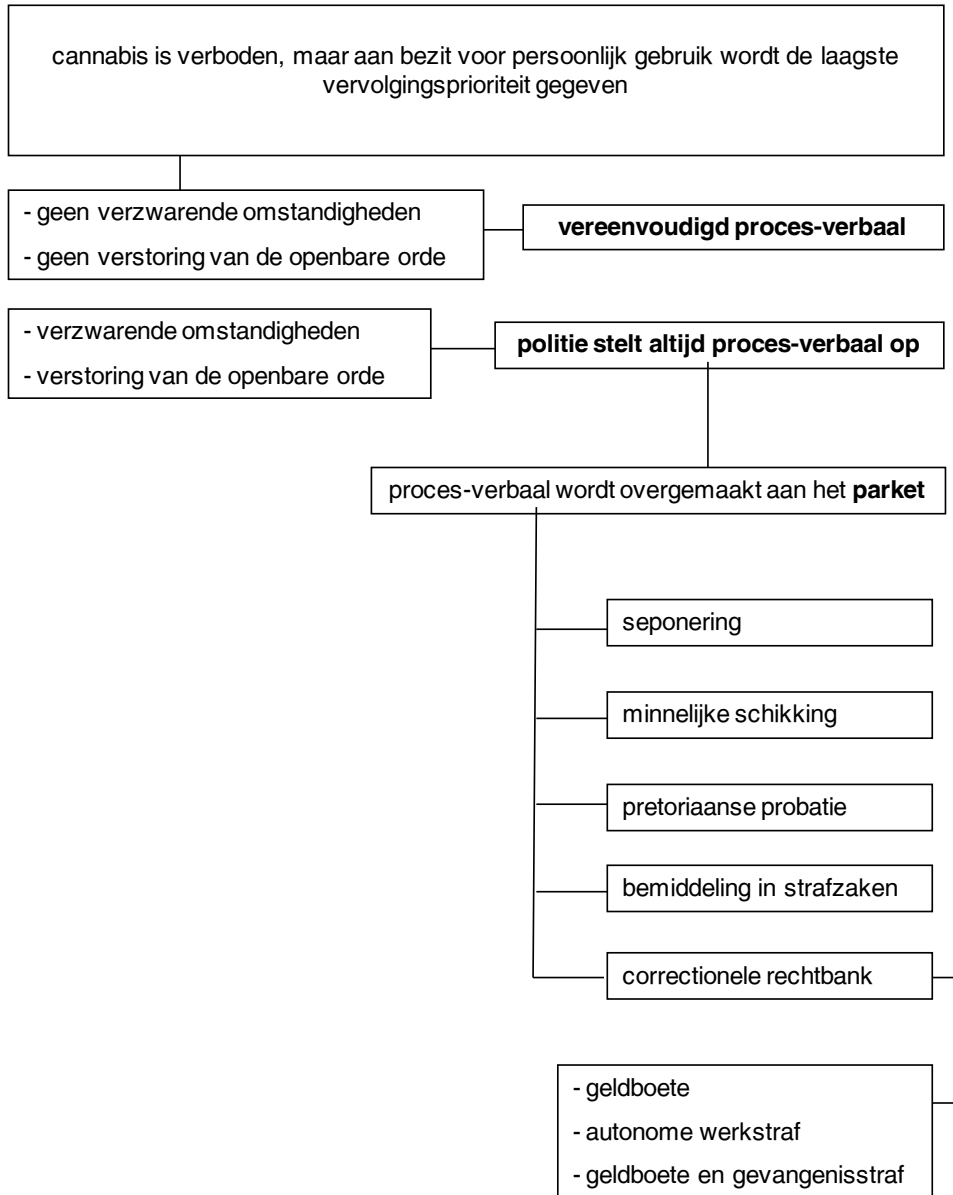 cannabis is verboden, maar aan bezit voor persoonlijk gebruik wordt de laagste
vervolgingsprioriteit gegeven
- geen verzwarende omstandigheden
- geen verstoring van de openbare orde
vereenvoudigd proces-verbaal
- verzwarende omstandigheden
- verstoring van de openbare orde
politie stelt altijd proces-verbaal op
proces-verbaal wordt overgemaakt aan het parket
seponering
minnelijke schikking
pretoriaanse probatie
bemiddeling in strafzaken
correctionele rechtbank
- geldboete
- autonome werkstraf
- geldboete en gevangenisstraf